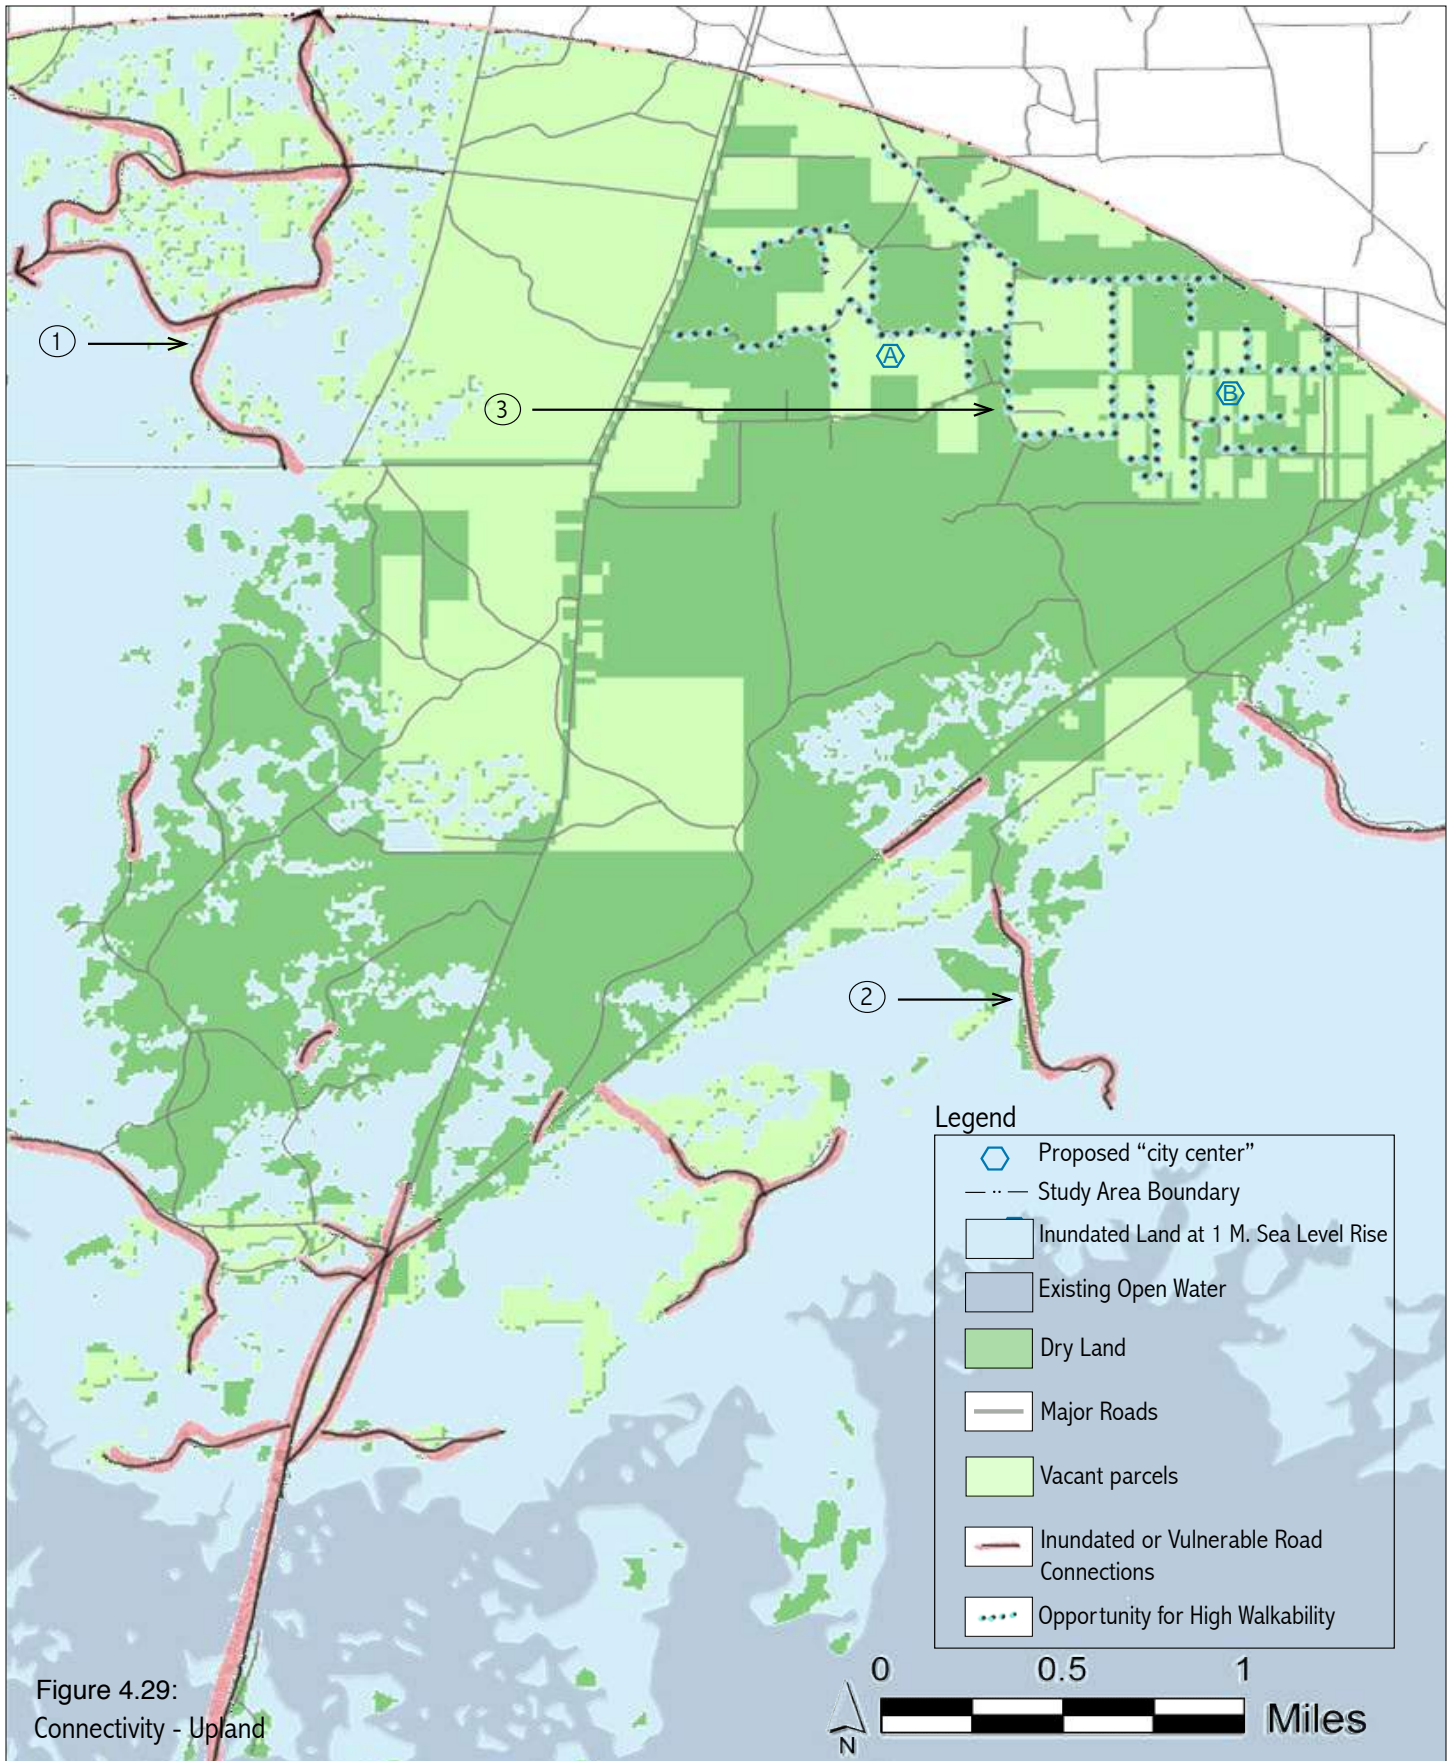 A
1
B
3
2
Legend
Proposed “city center”
Study Area Boundary
Inundated Land at 1 M. Sea Level Rise
Existing Open Water
Dry Land
Major Roads
Vacant parcels
Inundated or Vulnerable Road
Connections
Opportunity for High Walkability
0 0.5 1
Miles
N
Figure 4.29:
Connectivity - Upland